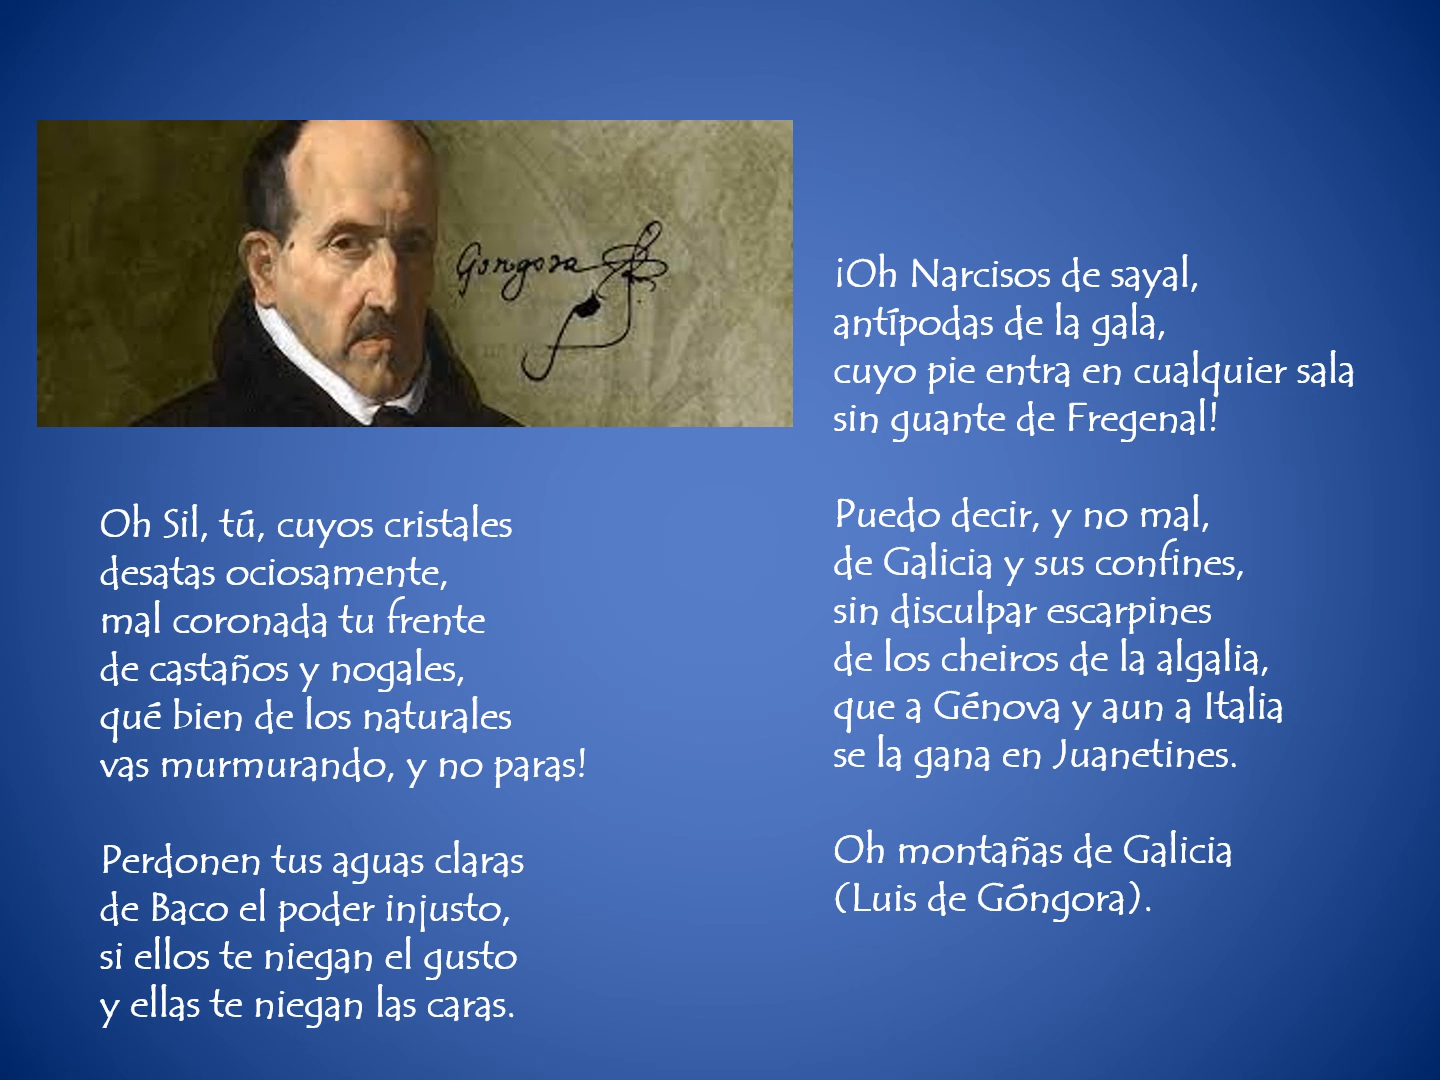 Gongora
Oh Sil, tú, cuyos cristales
desatas ociosamente,
mal coronada tu frente
de castaños y nogales,
qué bien de los naturales
vas murmurando, y no paras!
Perdonen tus aguas claras
de Baco el poder injusto,
si ellos te niegan el gusto
y ellas te niegan las caras.
¡Oh Narcisos de sayal,
antípodas de la gala,
cuyo pie entra en cualquier sala
sin guante de Fregenal!
Puedo decir, y no mal,
de Galicia y sus confines,
sin disculpar escarpines
de los cheiros de la algalia,
que a Génova y aun a Italia
se la gana en Juanetines.
Oh montañas de Galicia
(Luis de Góngora).